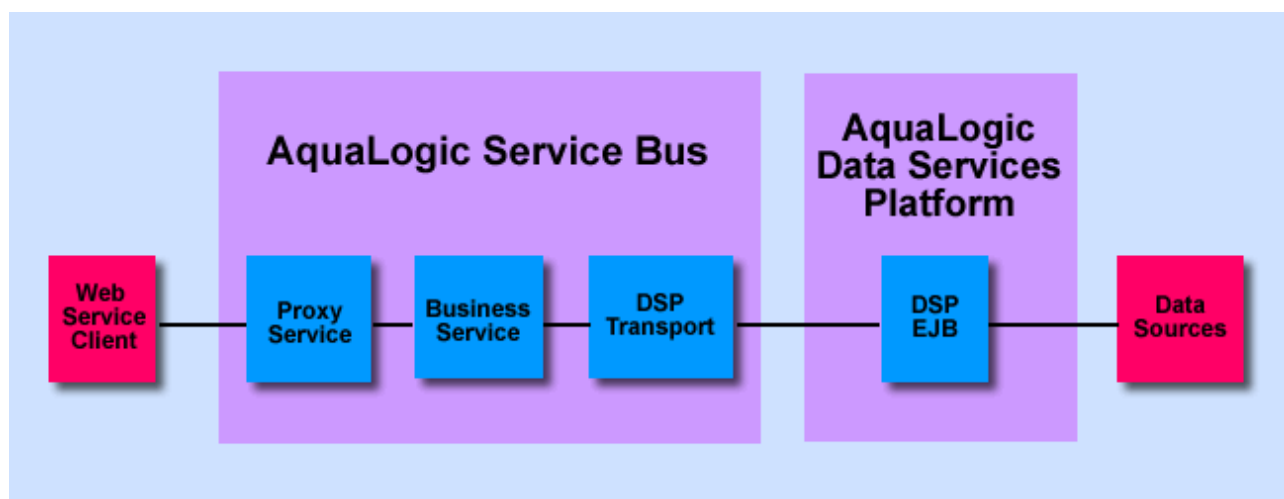 AquaLogic Service Bus
AquaLogic
Data Services
Platform
Web
Service
Client
Proxy
Service
Business
Service
DSP
Transport
DSP
EJB
Data
Sources